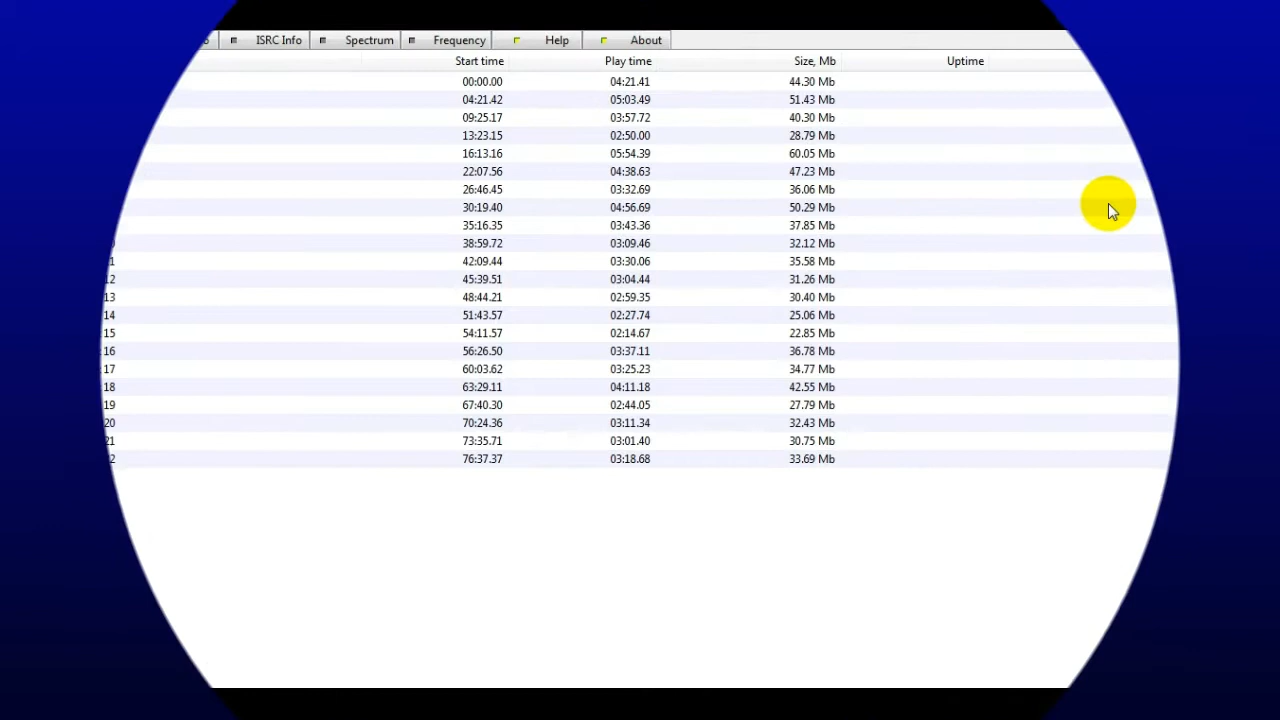 ISRC Info Spectrum Frequency Help About
Start time Play time Size, Mb Uptime
00:00.00 04:21.41 44.30 Mb
04:21.42 05:03.49 51.43 Mb
09:25.17 03:57.72 40.30 Mb
13:23.15 02:50.00 28.79 Mb
16:13.16 05:54.39 60.05 Mb
22:07.56 04:38.63 47.23 Mb
26:46.45 03:32.69 36.06 Mb
30:19.40 04:56.69 50.29 Mb
35:16.35 03:43.36 37.85 Mb
38:59.72 03:09.46 32.12 Mb
1 42:09.44 03:30.06 35.58 Mb
12 45:39.51 03:04.44 31.26 Mb
13 48:44.21 02:59.35 30.40 Mb
14 51:43.57 02:27.74 25.06 Mb
15 54:11.57 02:14.67 22.85 Mb
16 56:26.50 03:37.11 36.78 Mb
17 60:03.62 03:25.23 34.77 Mb
18 63:29.11 04:11.18 42.55 Mb
19 67:40.30 02:44.05 27.79 Mb
20 70:24.36 03:11.34 32.43 Mb
21 73:35.71 03:01.40 30.75 Mb
2 76:37.37 03:18.68 33.69 Mb